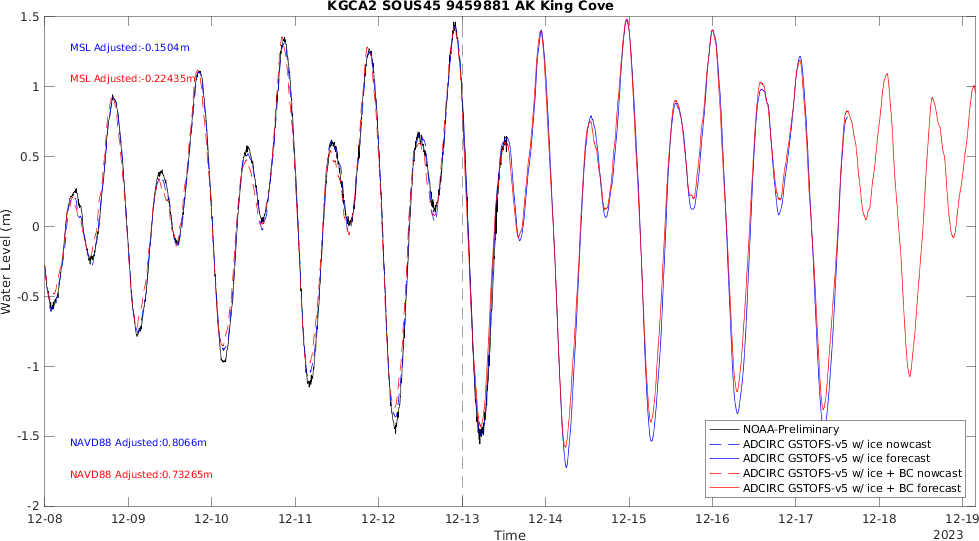 KGCA2 SOUS45 9459881 AK King Cove
1.5
1
0.5
0
-0.5
-1
-1.5
-2
Water Level (m)
MSL Adjusted:-0.1504m
MSL Adjusted:-0.22435m
NAVD88 Adjusted:0.8066m
NAVD88 Adjusted:0.73265m
NOAA-Preliminary
ADCIRC GSTOFS-v5 w/ ice nowcast
ADCIRC GSTOFS-v5 w/ ice forecast
ADCIRC GSTOFS-v5 w/ ice + BC nowcast
ADCIRC GSTOFS-v5 w/ ice + BC forecast
12-08 12-09 12-10 12-11 12-12 12-13 12-14 12-15 12-16 12-17 12-18 12-19
Time
2023